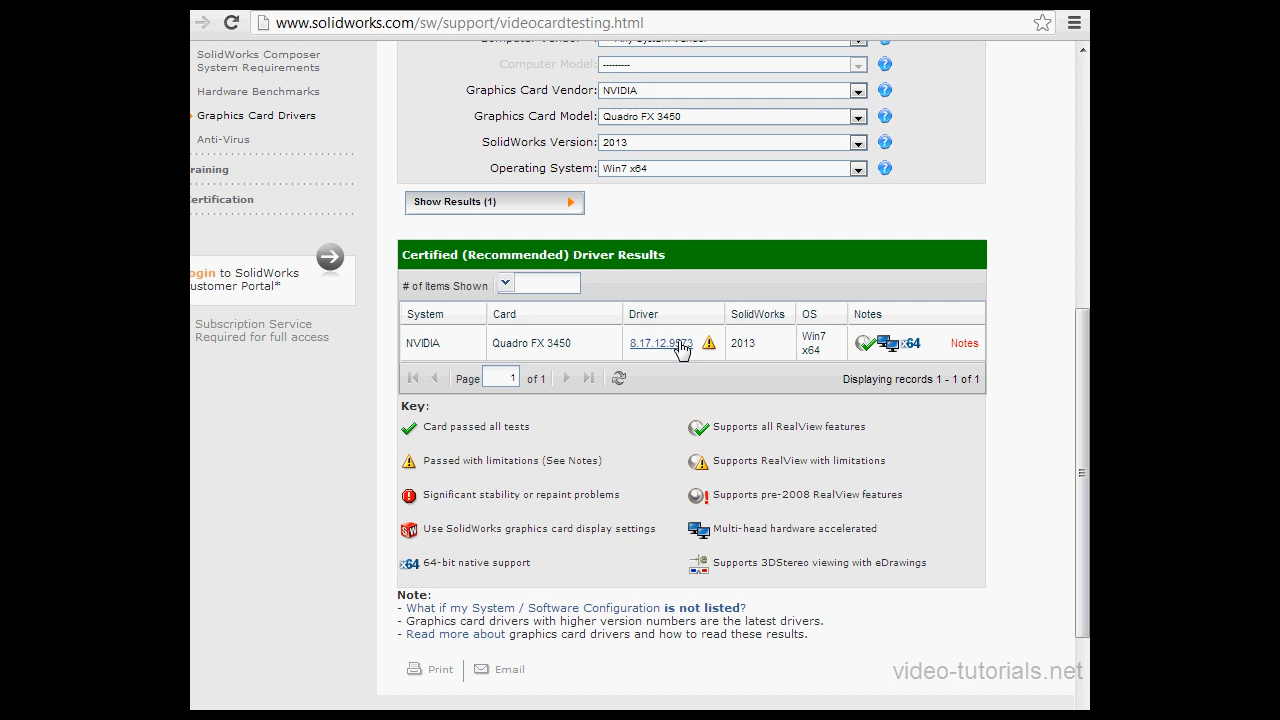 www.solidworks.com/sw/support/videocardtesting.html
SolidWorks Composer
System Requirements
Hardware Benchmarks
Graphics Card Drivers
Anti-Virus
raining
ertification
ogin to SolidWorks
ustomer Portal*
Subscription Service
Required for full access
Computer Model: ---------
Graphics Card Vendor: NVIDIA
Graphics Card Model: Quadro FX 3450
SolidWorks Version: 2013
Operating System: Win7 x64
Show Results (1)
Certified (Recommended) Driver Results
# of Items Shown
System Card Driver SolidWorks OS Notes
NVIDIA Quadro FX 3450 2013 Win7 x64 x64 Notes
Page 1 of 1 Displaying records 1 - 1 of 1
Key:
Card passed all tests
Supports all RealView features
Passed with limitations (See Notes)
Supports RealView with limitations
Significant stability or repaint problems
Supports pre-2008 RealView features
Use SolidWorks graphics card display settings
Multi-head hardware accelerated
x64 64-bit native support
Supports 3DStereo viewing with eDrawings
Note:
- What if my System / Software Configuration is not listed?
- Graphics card drivers with higher version numbers are the latest drivers.
- Read more about graphics card drivers and how to read these results.
Print Email
video-tutorials.net